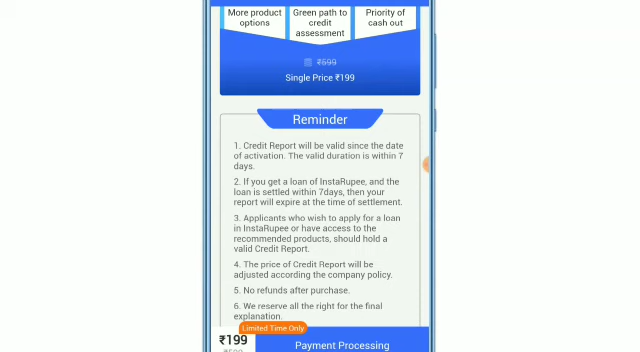 More product options
Green path to credit assessment
Priority of cash out
₹599
Single Price ₹199
Reminder
1. Credit Report will be valid since the date
of activation. The valid duration is within 7
days.
2. If you get a loan of InstaRupee, and the
loan is settled within 7days, then your
report will expire at the time of settlement.
3. Applicants who wish to apply for a loan
in InstaRupee or have access to the
recommended products, should hold a
valid Credit Report.
4. The price of Credit Report will be
adjusted according the company policy.
5. No refunds after purchase.
6. We reserve all the right for the final
explanation.
Limited Time Only
₹199
₹599
Payment Processing